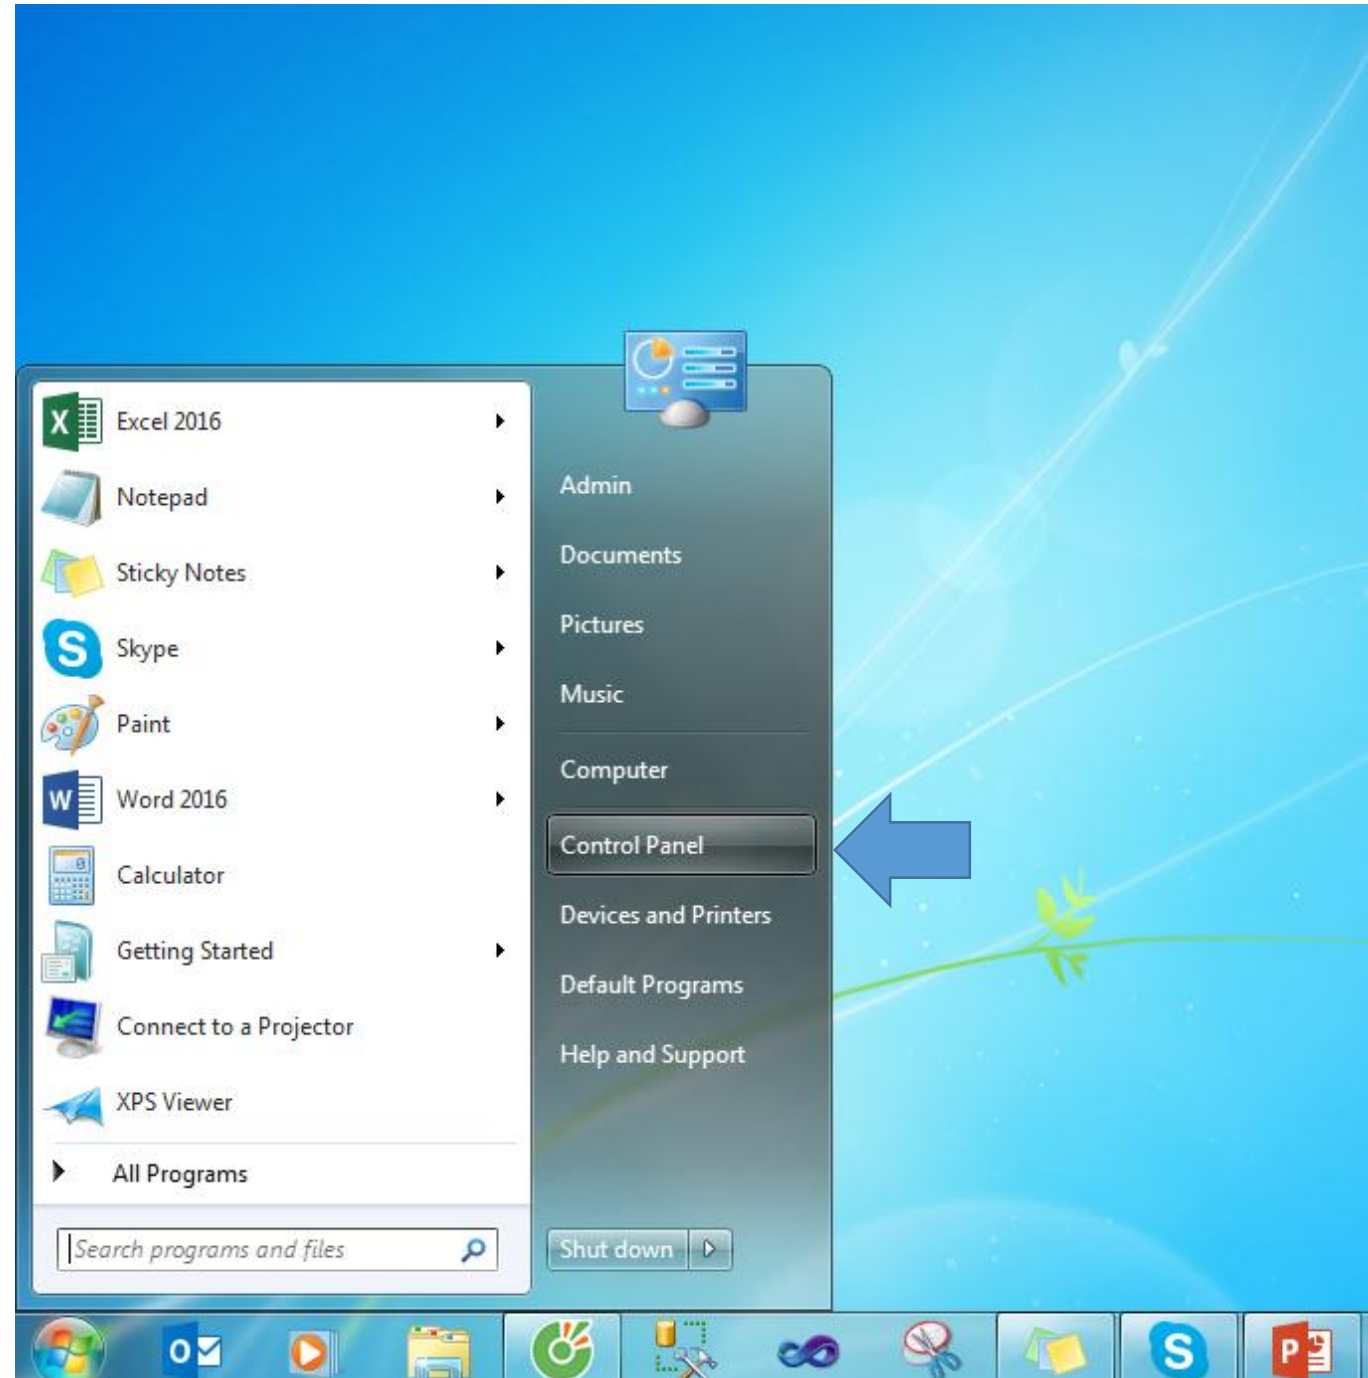 Excel 2016
Notepad
Sticky Notes
Skype
Paint
Word 2016
Calculator
Getting Started
Connect to a Projector
XPS Viewer
All Programs
Search programs and files
Admin
Documents
Pictures
Music
Computer
Control Panel
Devices and Printers
Default Programs
Help and Support
Shut down